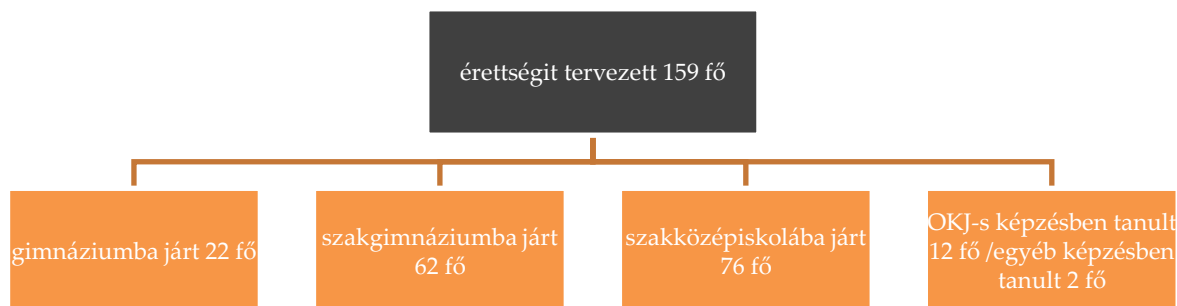 érettségit tervezett 159 fő
gimnáziumba járt 22 fő
szakgimnáziumba járt
62 fő
szakközépiskolába járt
76 fő
OKJ-s képzésben tanult
12 fő /egyéb képzésben
tanult 2 fő